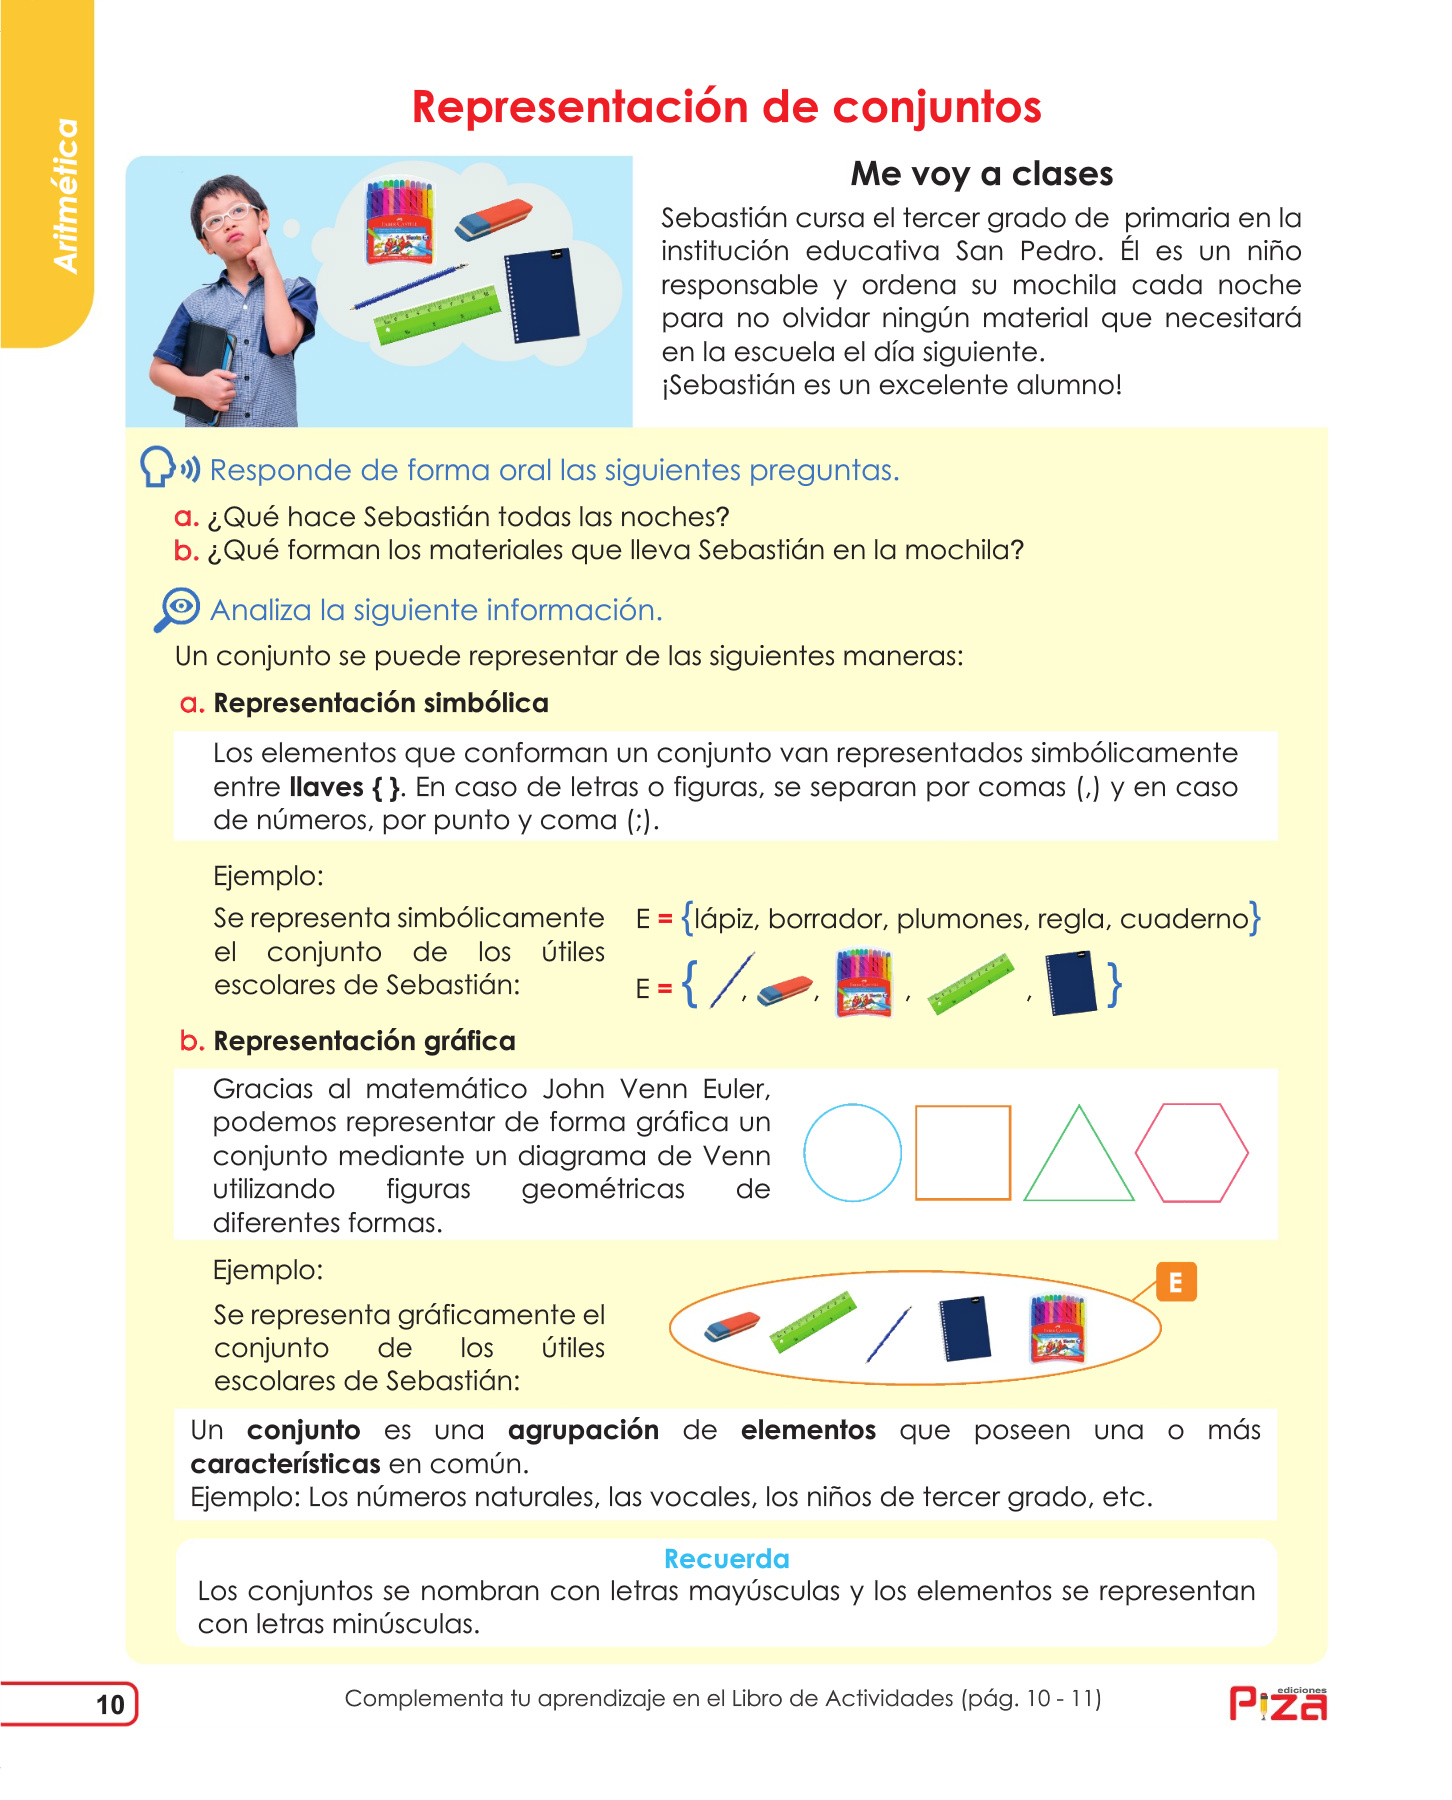 Aritmética
Representación de conjuntos
Me voy a clases
Sebastián cursa el tercer grado de primaria en la
institución educativa San Pedro. Él es un niño
responsable y ordena su mochila cada noche
para no olvidar ningún material que necesitará
en la escuela el día siguiente.
¡Sebastián es un excelente alumno!
Responde de forma oral las siguientes preguntas.
a. ¿Qué hace Sebastián todas las noches?
b. ¿Qué forman los materiales que lleva Sebastián en la mochila?
Analiza la siguiente información.
Un conjunto se puede representar de las siguientes maneras:
a. Representación simbólica
Los elementos que conforman un conjunto van representados simbólicamente
entre llaves { }. En caso de letras o figuras, se separan por comas (,) y en caso
de números, por punto y coma (;).
Ejemplo:
Se representa simbólicamente
el conjunto de los útiles
escolares de Sebastián:
E = {lápiz, borrador, plumones, regla, cuaderno}
E = { , , , , }
b. Representación gráfica
Gracias al matemático John Venn Euler,
podemos representar de forma gráfica un
conjunto mediante un diagrama de Venn
utilizando figuras geométricas de
diferentes formas.
Ejemplo:
Se representa gráficamente el
conjunto de los útiles
escolares de Sebastián:
E
Un conjunto es una agrupación de elementos que poseen una o más
características en común.
Ejemplo: Los números naturales, las vocales, los niños de tercer grado, etc.
Recuerda
Los conjuntos se nombran con letras mayúsculas y los elementos se representan
con letras minúsculas.
10
Complementa tu aprendizaje en el Libro de Actividades (pág. 10 - 11)
ediciones
Piza